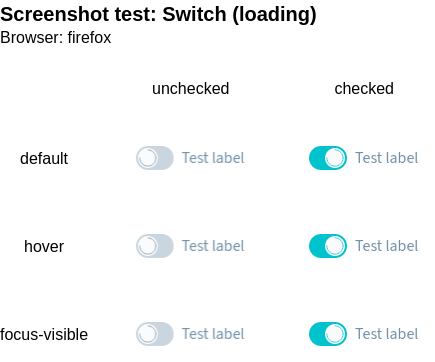 Screenshot test: Switch (loading)
Browser: firefox
unchecked checked
default Test label Test label
hover Test label Test label
focus-visible Test label Test label